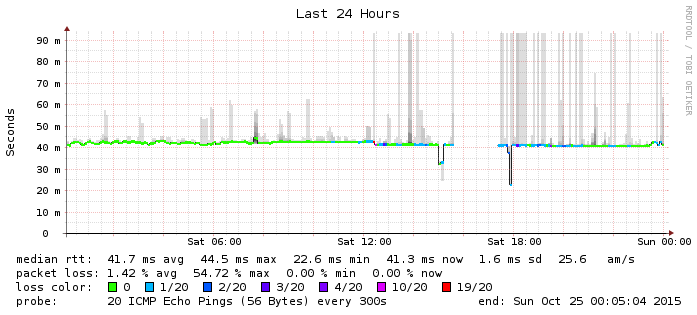 Last 24 Hours
RRDTOOL / TOBI OETIKER
Seconds
90 m
80 m
70 m
60 m
50 m
40 m
30 m
20 m
10 m
0
Sat 06:00 Sat 12:00 Sat 18:00 Sun 00:00
median rtt: 41.7 ms avg 44.5 ms max 22.6 ms min 41.3 ms now 1.6 ms sd 25.6 am/s
packet loss: 1.42 % avg 54.72 % max 0.00 % min 0.00 % now
loss color: 0 1/20 2/20 3/20 4/20 10/20 19/20
probe: 20 ICMP Echo Pings (56 Bytes) every 300s end: Sun Oct 25 00:05:04 2015